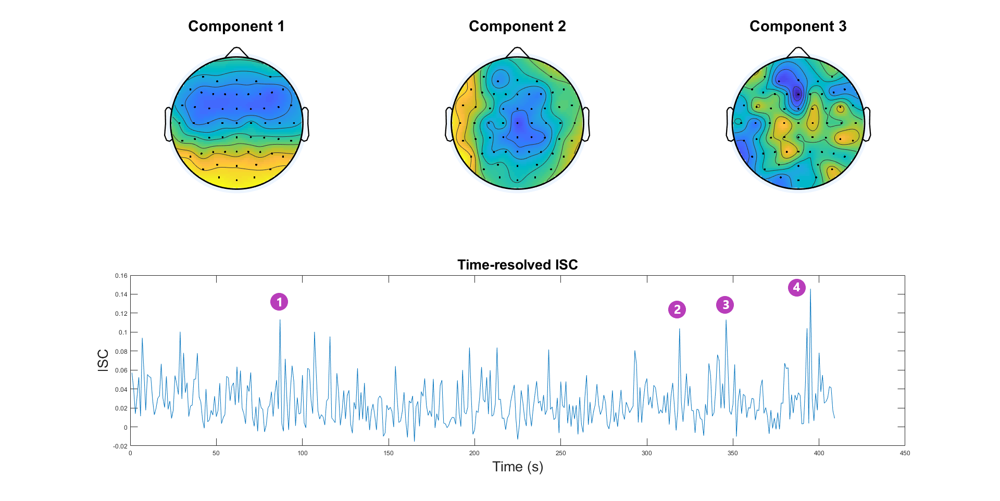 Component 1
Component 2
Component 3
Time-resolved ISC
0.16
0.14
0.12
0.1
0.08
0.06
0.04
0.02
0
-0.02
ISC
1
2
3
4
0 50 100 150 200 250 300 350 400 450
Time (s)